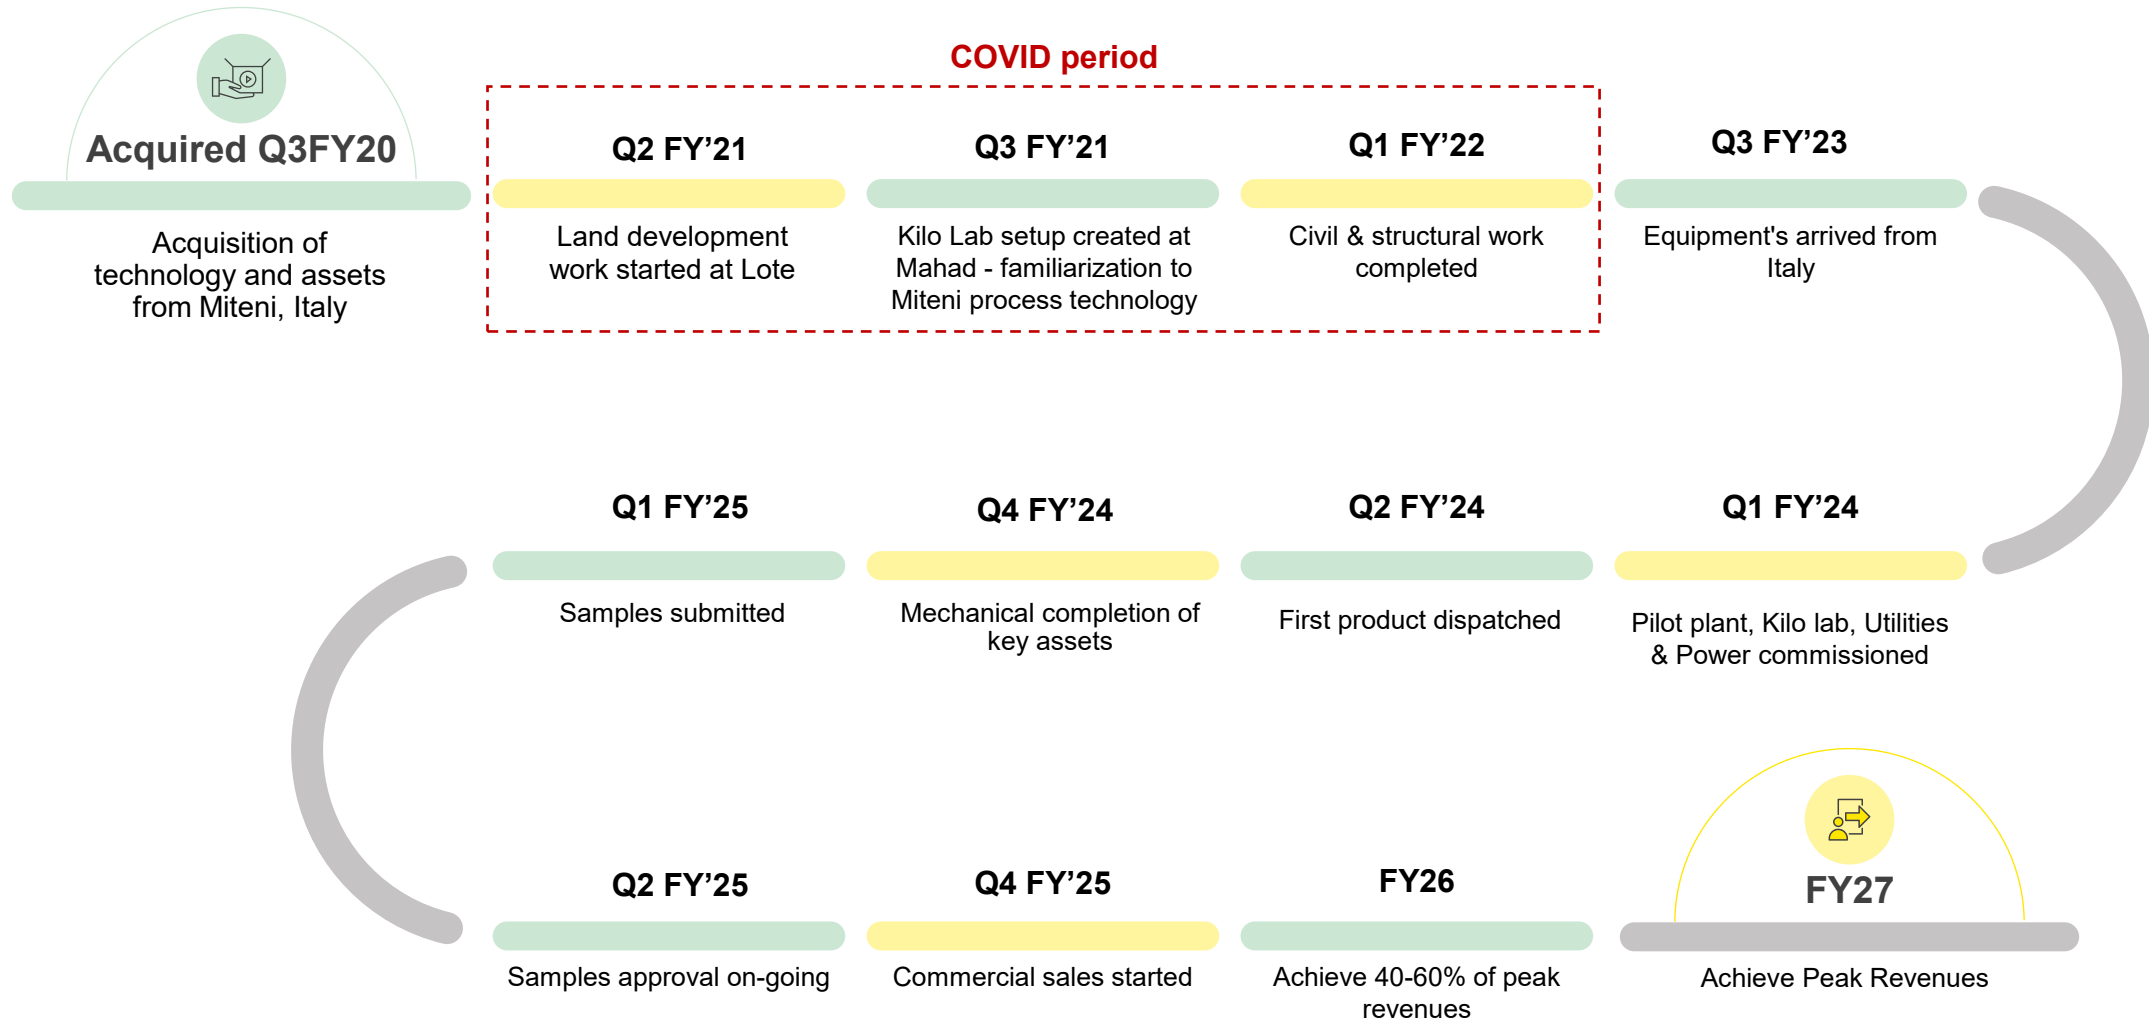 COVID period
Acquired Q3FY20
Acquisition of
technology and assets
from Miteni, Italy
Q2 FY’21
Land development
work started at Lote
Q3 FY’21
Kilo Lab setup created at
Mahad - familiarization to
Miteni process technology
Q1 FY’22
Civil & structural work
completed
Q3 FY’23
Equipment's arrived from
Italy
Q1 FY’24
Pilot plant, Kilo lab, Utilities
& Power commissioned
Q2 FY’24
First product dispatched
Q4 FY’24
Mechanical completion of
key assets
Q1 FY’25
Samples submitted
Q2 FY’25
Samples approval on-going
Q4 FY’25
Commercial sales started
FY26
Achieve 40-60% of peak
revenues
FY27
Achieve Peak Revenues